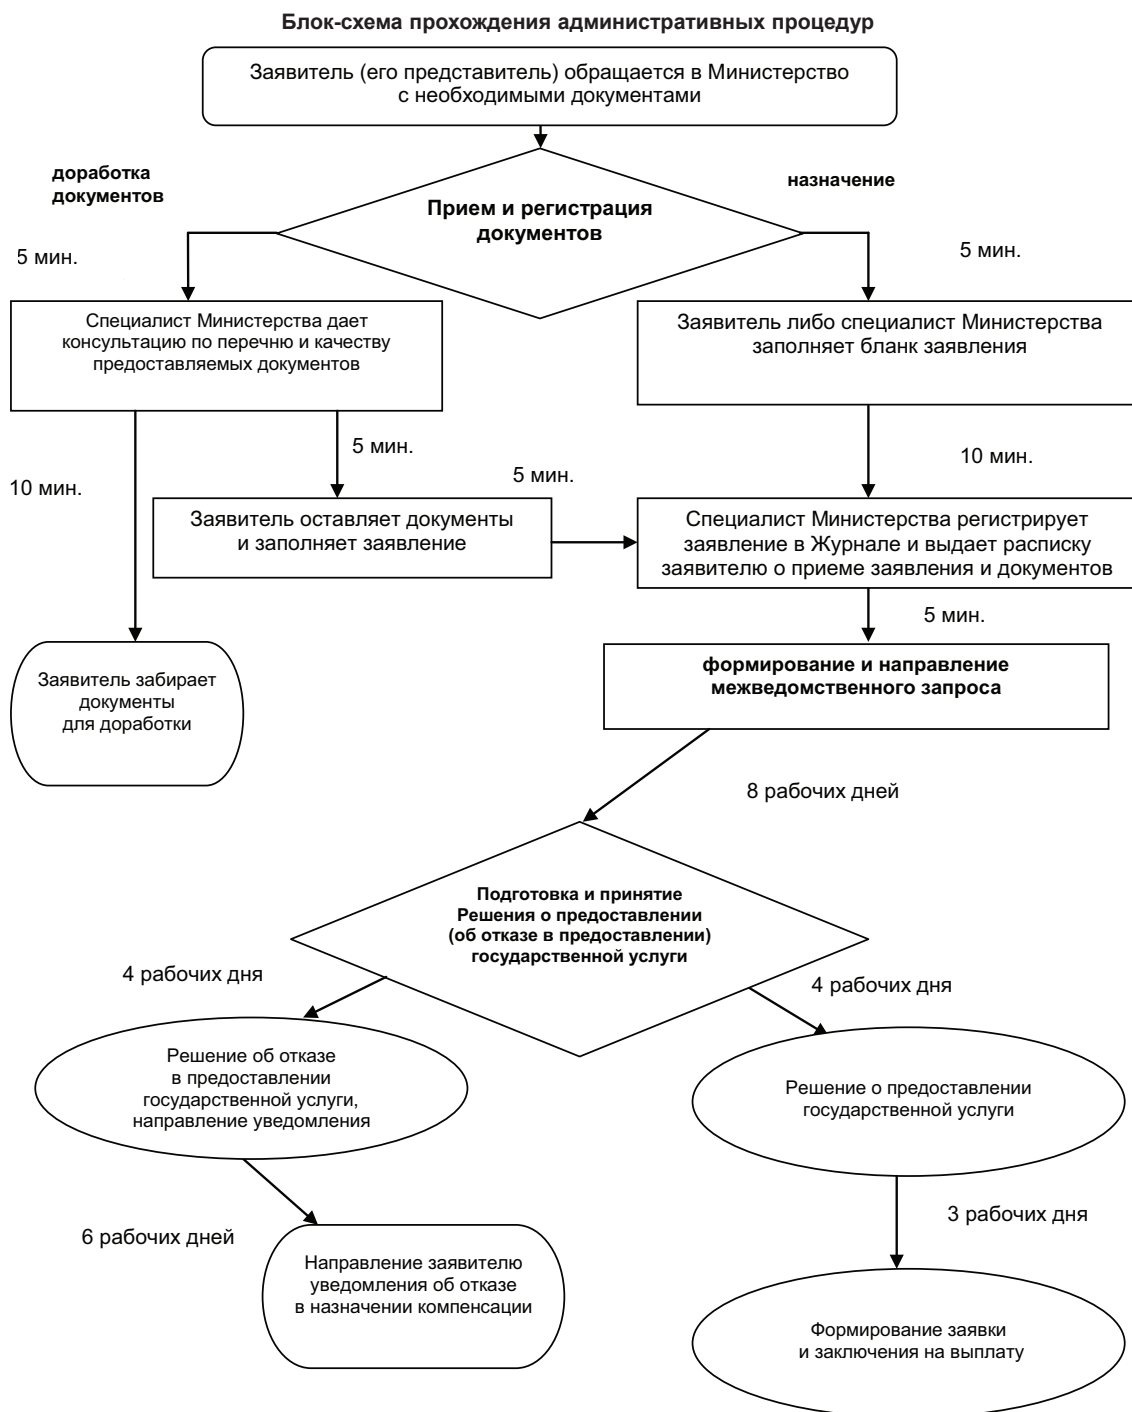 Блок-схема прохождения административных процедур
Заявитель (его представитель) обращается в Министерство
с необходимыми документами
доработка
документов
назначение
Прием и регистрация
документов
5 мин.
5 мин.
Специалист Министерства дает
консультацию по перечню и качеству
предоставляемых документов
Заявитель либо специалист Министерства
заполняет бланк заявления
5 мин.
10 мин.
5 мин.
10 мин.
Заявитель оставляет документы
и заполняет заявление
Специалист Министерства регистрирует
заявление в Журнале и выдает расписку
заявителю о приеме заявления и документов
5 мин.
Заявитель забирает
документы
для доработки
формирование и направление
межведомственного запроса
8 рабочих дней
Подготовка и принятие
Решения о предоставлении
(об отказе в предоставлении)
государственной услуги
4 рабочих дня
4 рабочих дня
Решение об отказе
в предоставлении
государственной услуги,
направление уведомления
Решение о предоставлении
государственной услуги
6 рабочих дней
3 рабочих дня
Направление заявителю
уведомления об отказе
в назначении компенсации
Формирование заявки
и заключения на выплату